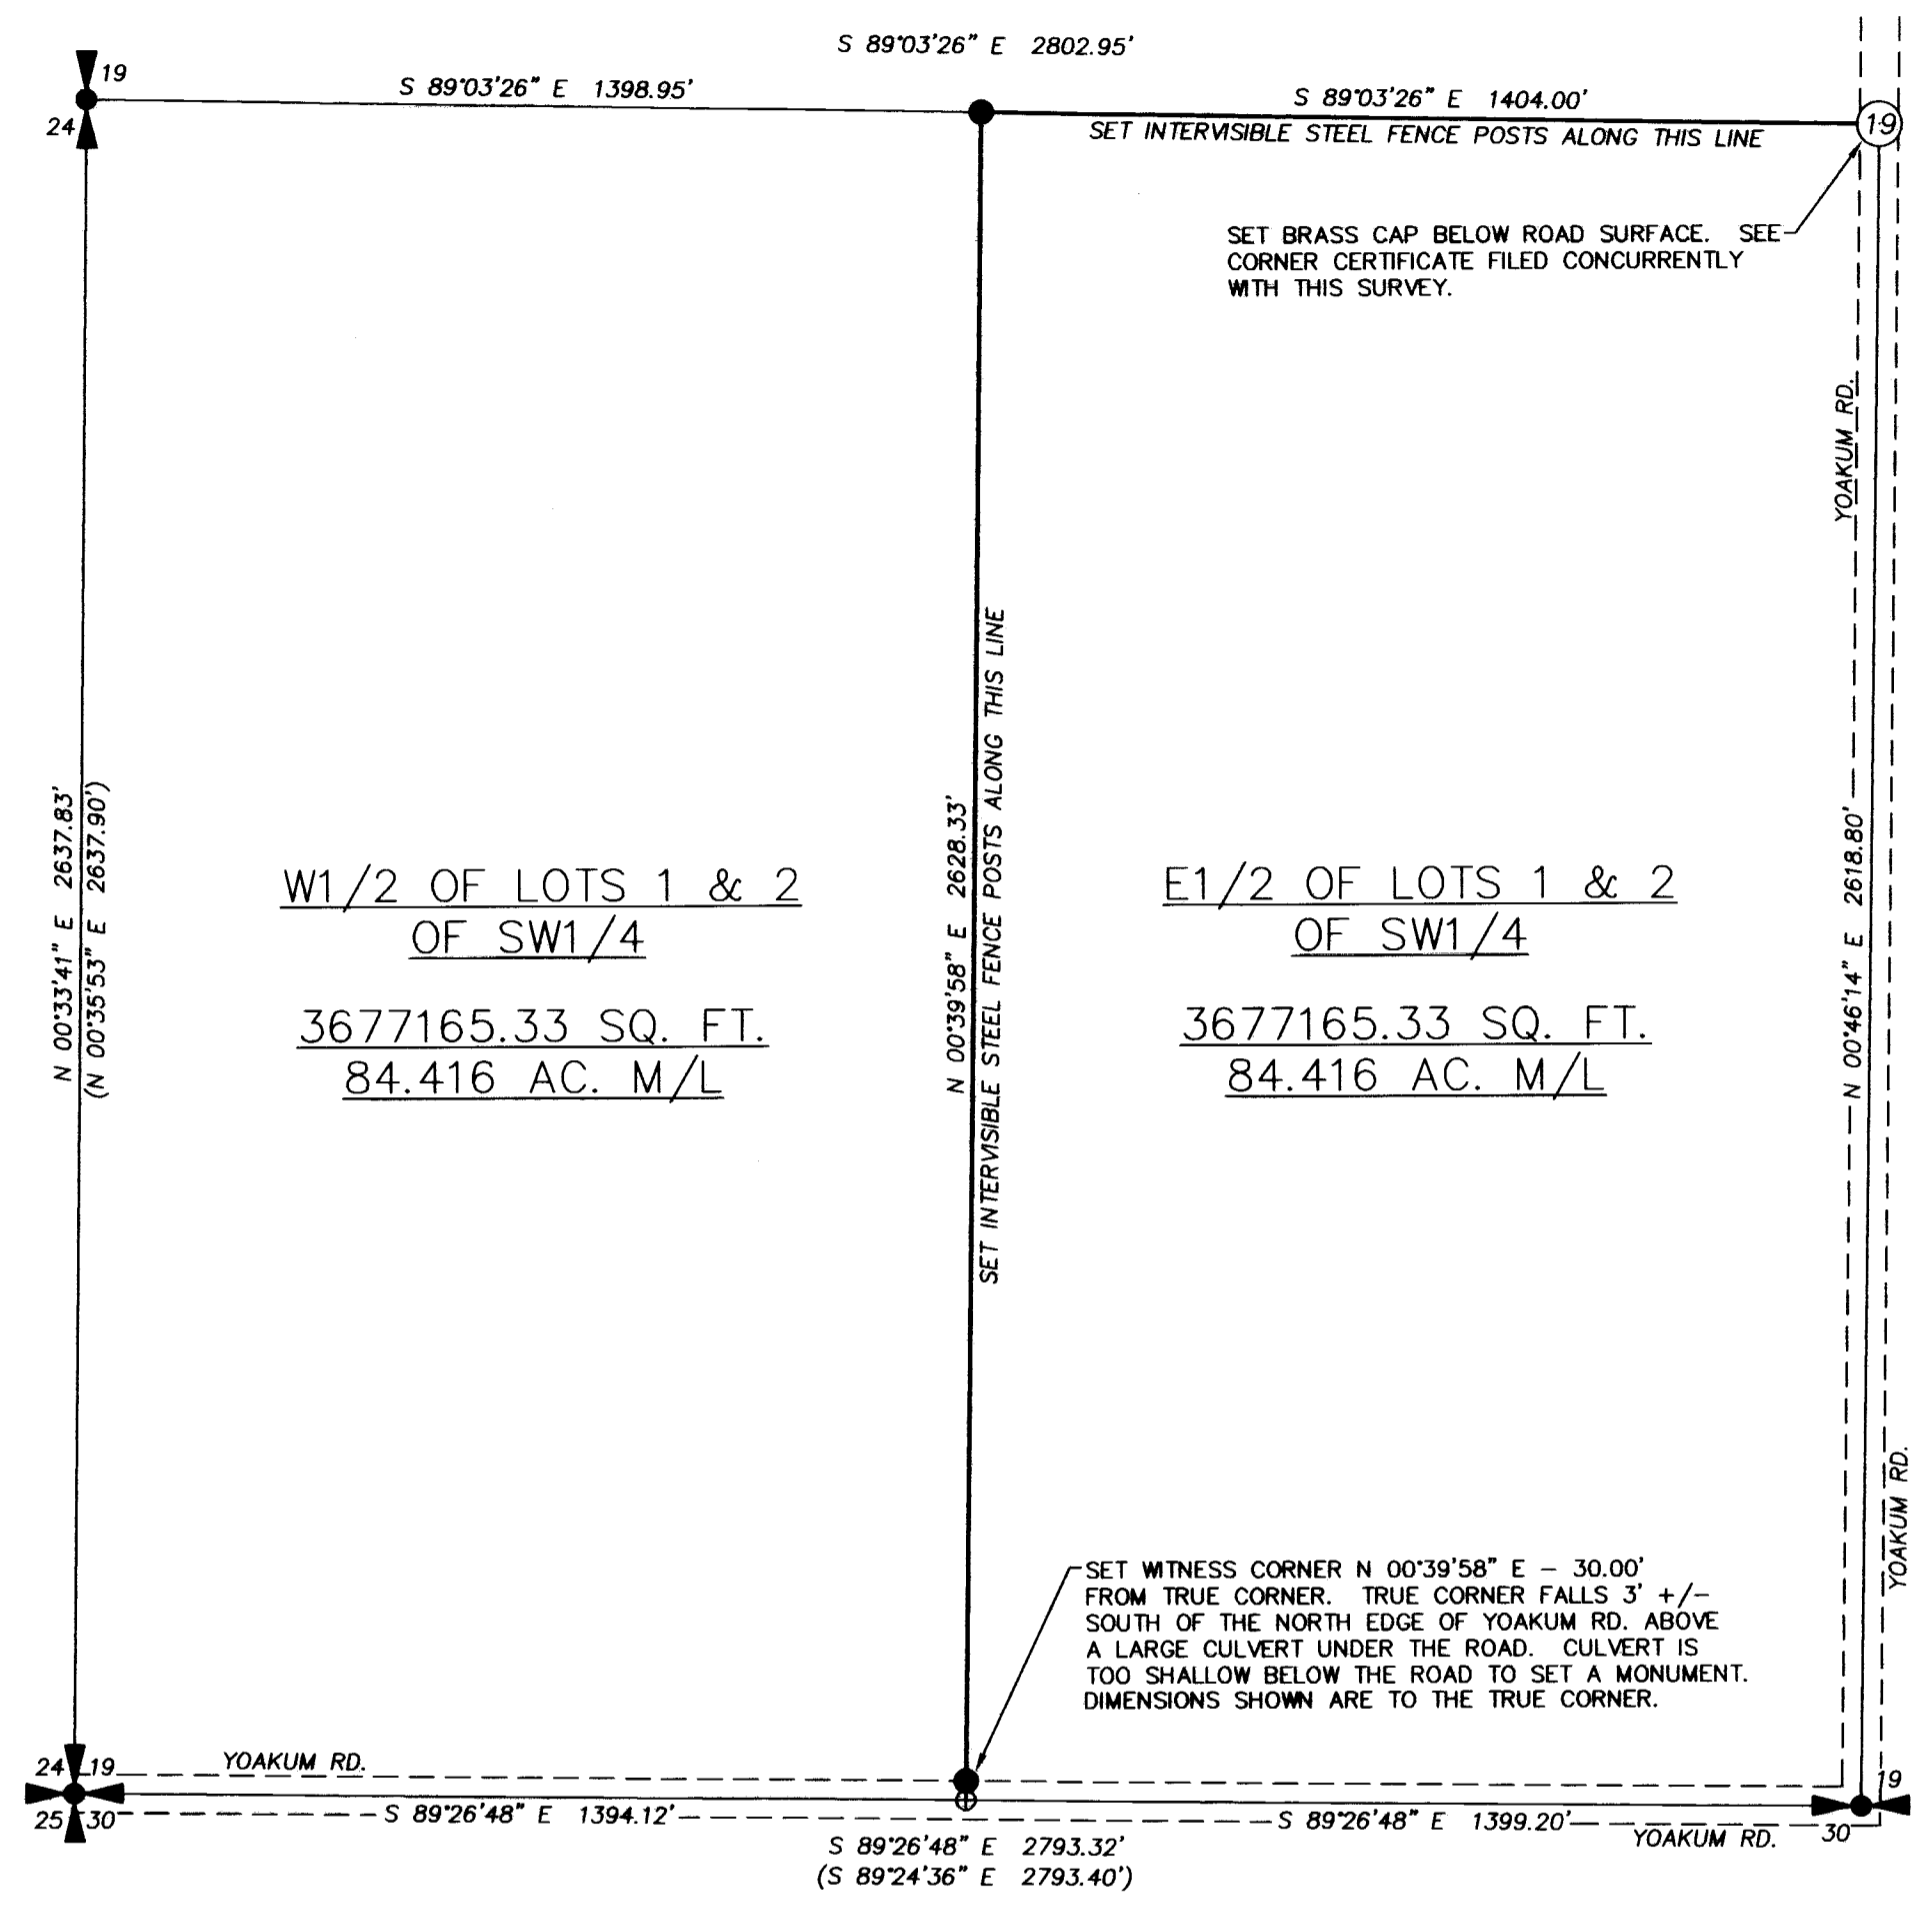 S 89°03'26" E 2802.95'
19
S 89°03'26" E 1398.95'
S 89°03'26" E 1404.00'
24
SET INTERVISIBLE STEEL FENCE POSTS ALONG THIS LINE
19
SET BRASS CAP BELOW ROAD SURFACE. SEE
CORNER CERTIFICATE FILED CONCURRENTLY
WITH THIS SURVEY.
YOAKUM RD.
N 00°33'41" E 2637.83'
(N 00°35'53" E 2637.90')
W1/2 OF LOTS 1 & 2
OF SW1/4
3677165.33 SQ. FT.
84.416 AC. M/L
N 00°39'58" E 2628.33'
SET INTERVISIBLE STEEL FENCE POSTS ALONG THIS LINE
E1/2 OF LOTS 1 & 2
OF SW1/4
3677165.33 SQ. FT.
84.416 AC. M/L
N 00°46'14" E 2618.80'
YOAKUM RD.
SET WITNESS CORNER N 00°39'58" E - 30.00'
FROM TRUE CORNER. TRUE CORNER FALLS 3' +/-
SOUTH OF THE NORTH EDGE OF YOAKUM RD. ABOVE
A LARGE CULVERT UNDER THE ROAD. CULVERT IS
TOO SHALLOW BELOW THE ROAD TO SET A MONUMENT.
DIMENSIONS SHOWN ARE TO THE TRUE CORNER.
24 19
YOAKUM RD.
19
25 30
S 89°26'48" E 1394.12'
S 89°26'48" E 1399.20'
YOAKUM RD.
30
S 89°26'48" E 2793.32'
(S 89°24'36" E 2793.40')